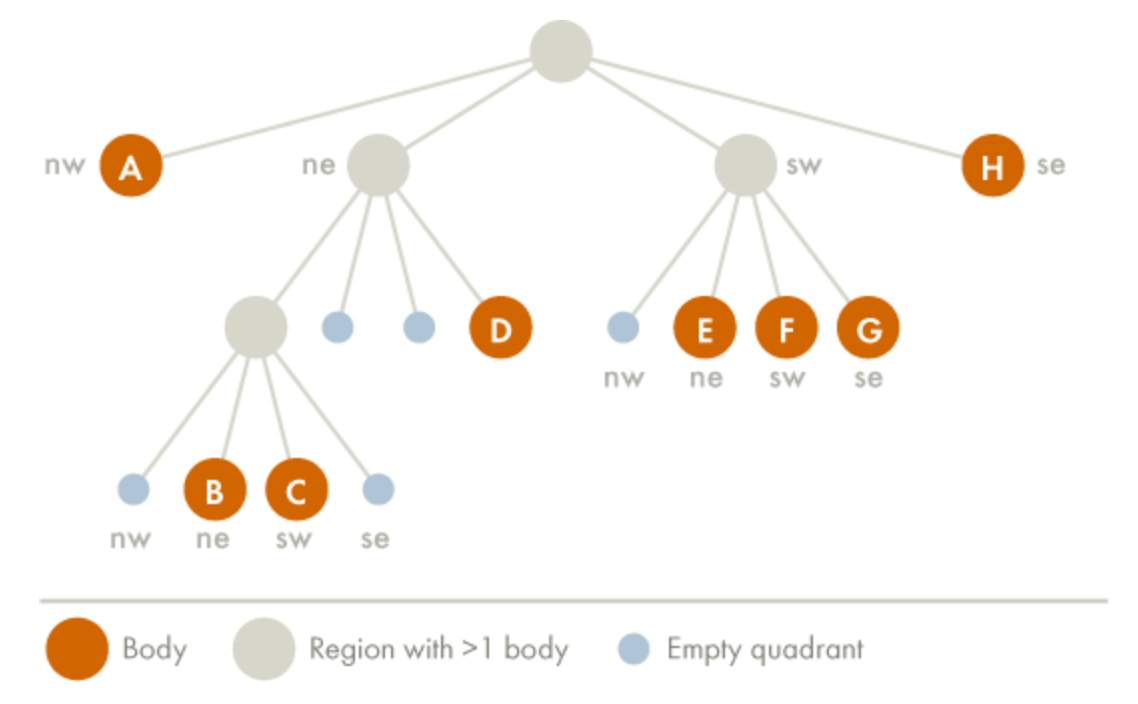 nw A ne sw H se
D E F G
nw ne sw se
B C
nw ne sw se
Body Region with >1 body Empty quadrant